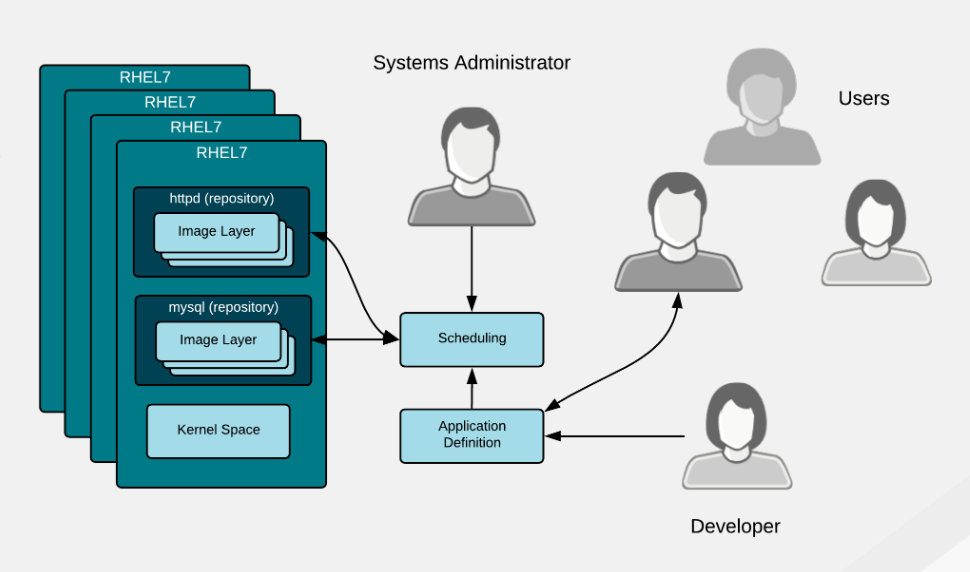 RHEL7
RHEL7
RHEL7
RHEL7
httpd (repository)
Image Layer
mysql (repository)
Image Layer
Kernel Space
Systems Administrator
Scheduling
Application
Definition
Users
Developer